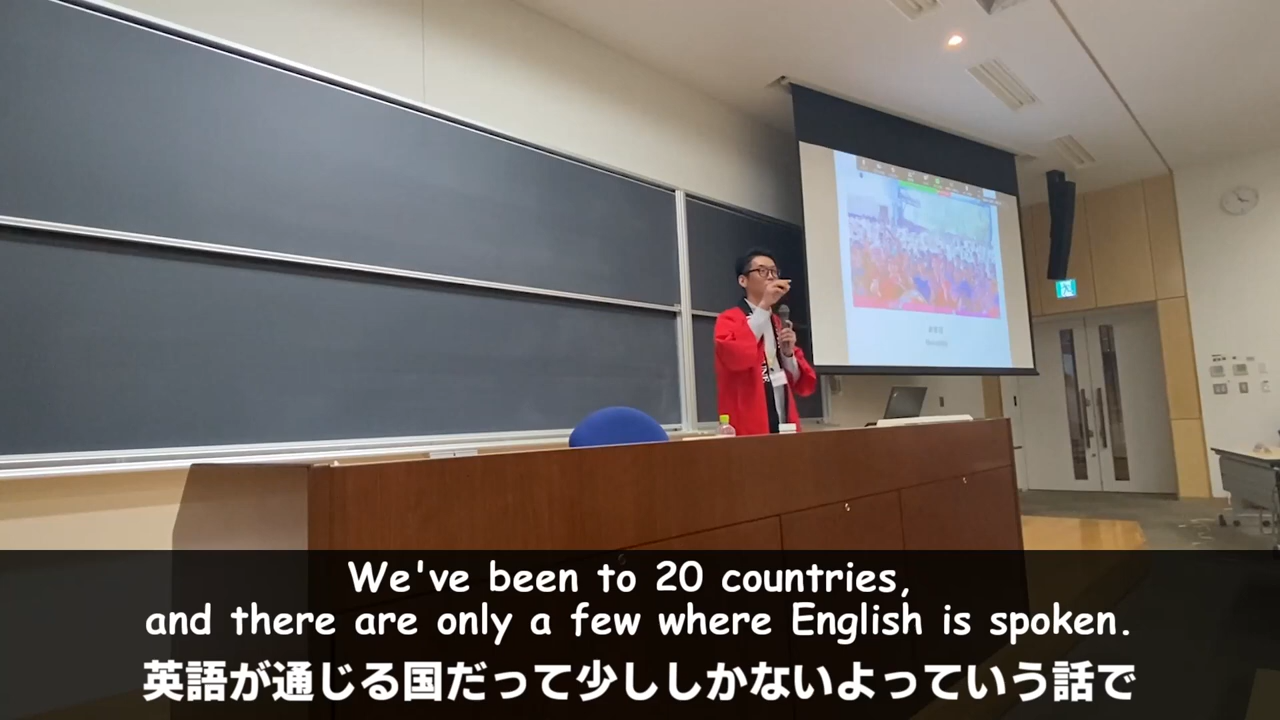 We've been to 20 countries,
and there are only a few where English is spoken.
英語が通じる国だって少ししかないよっていう話で